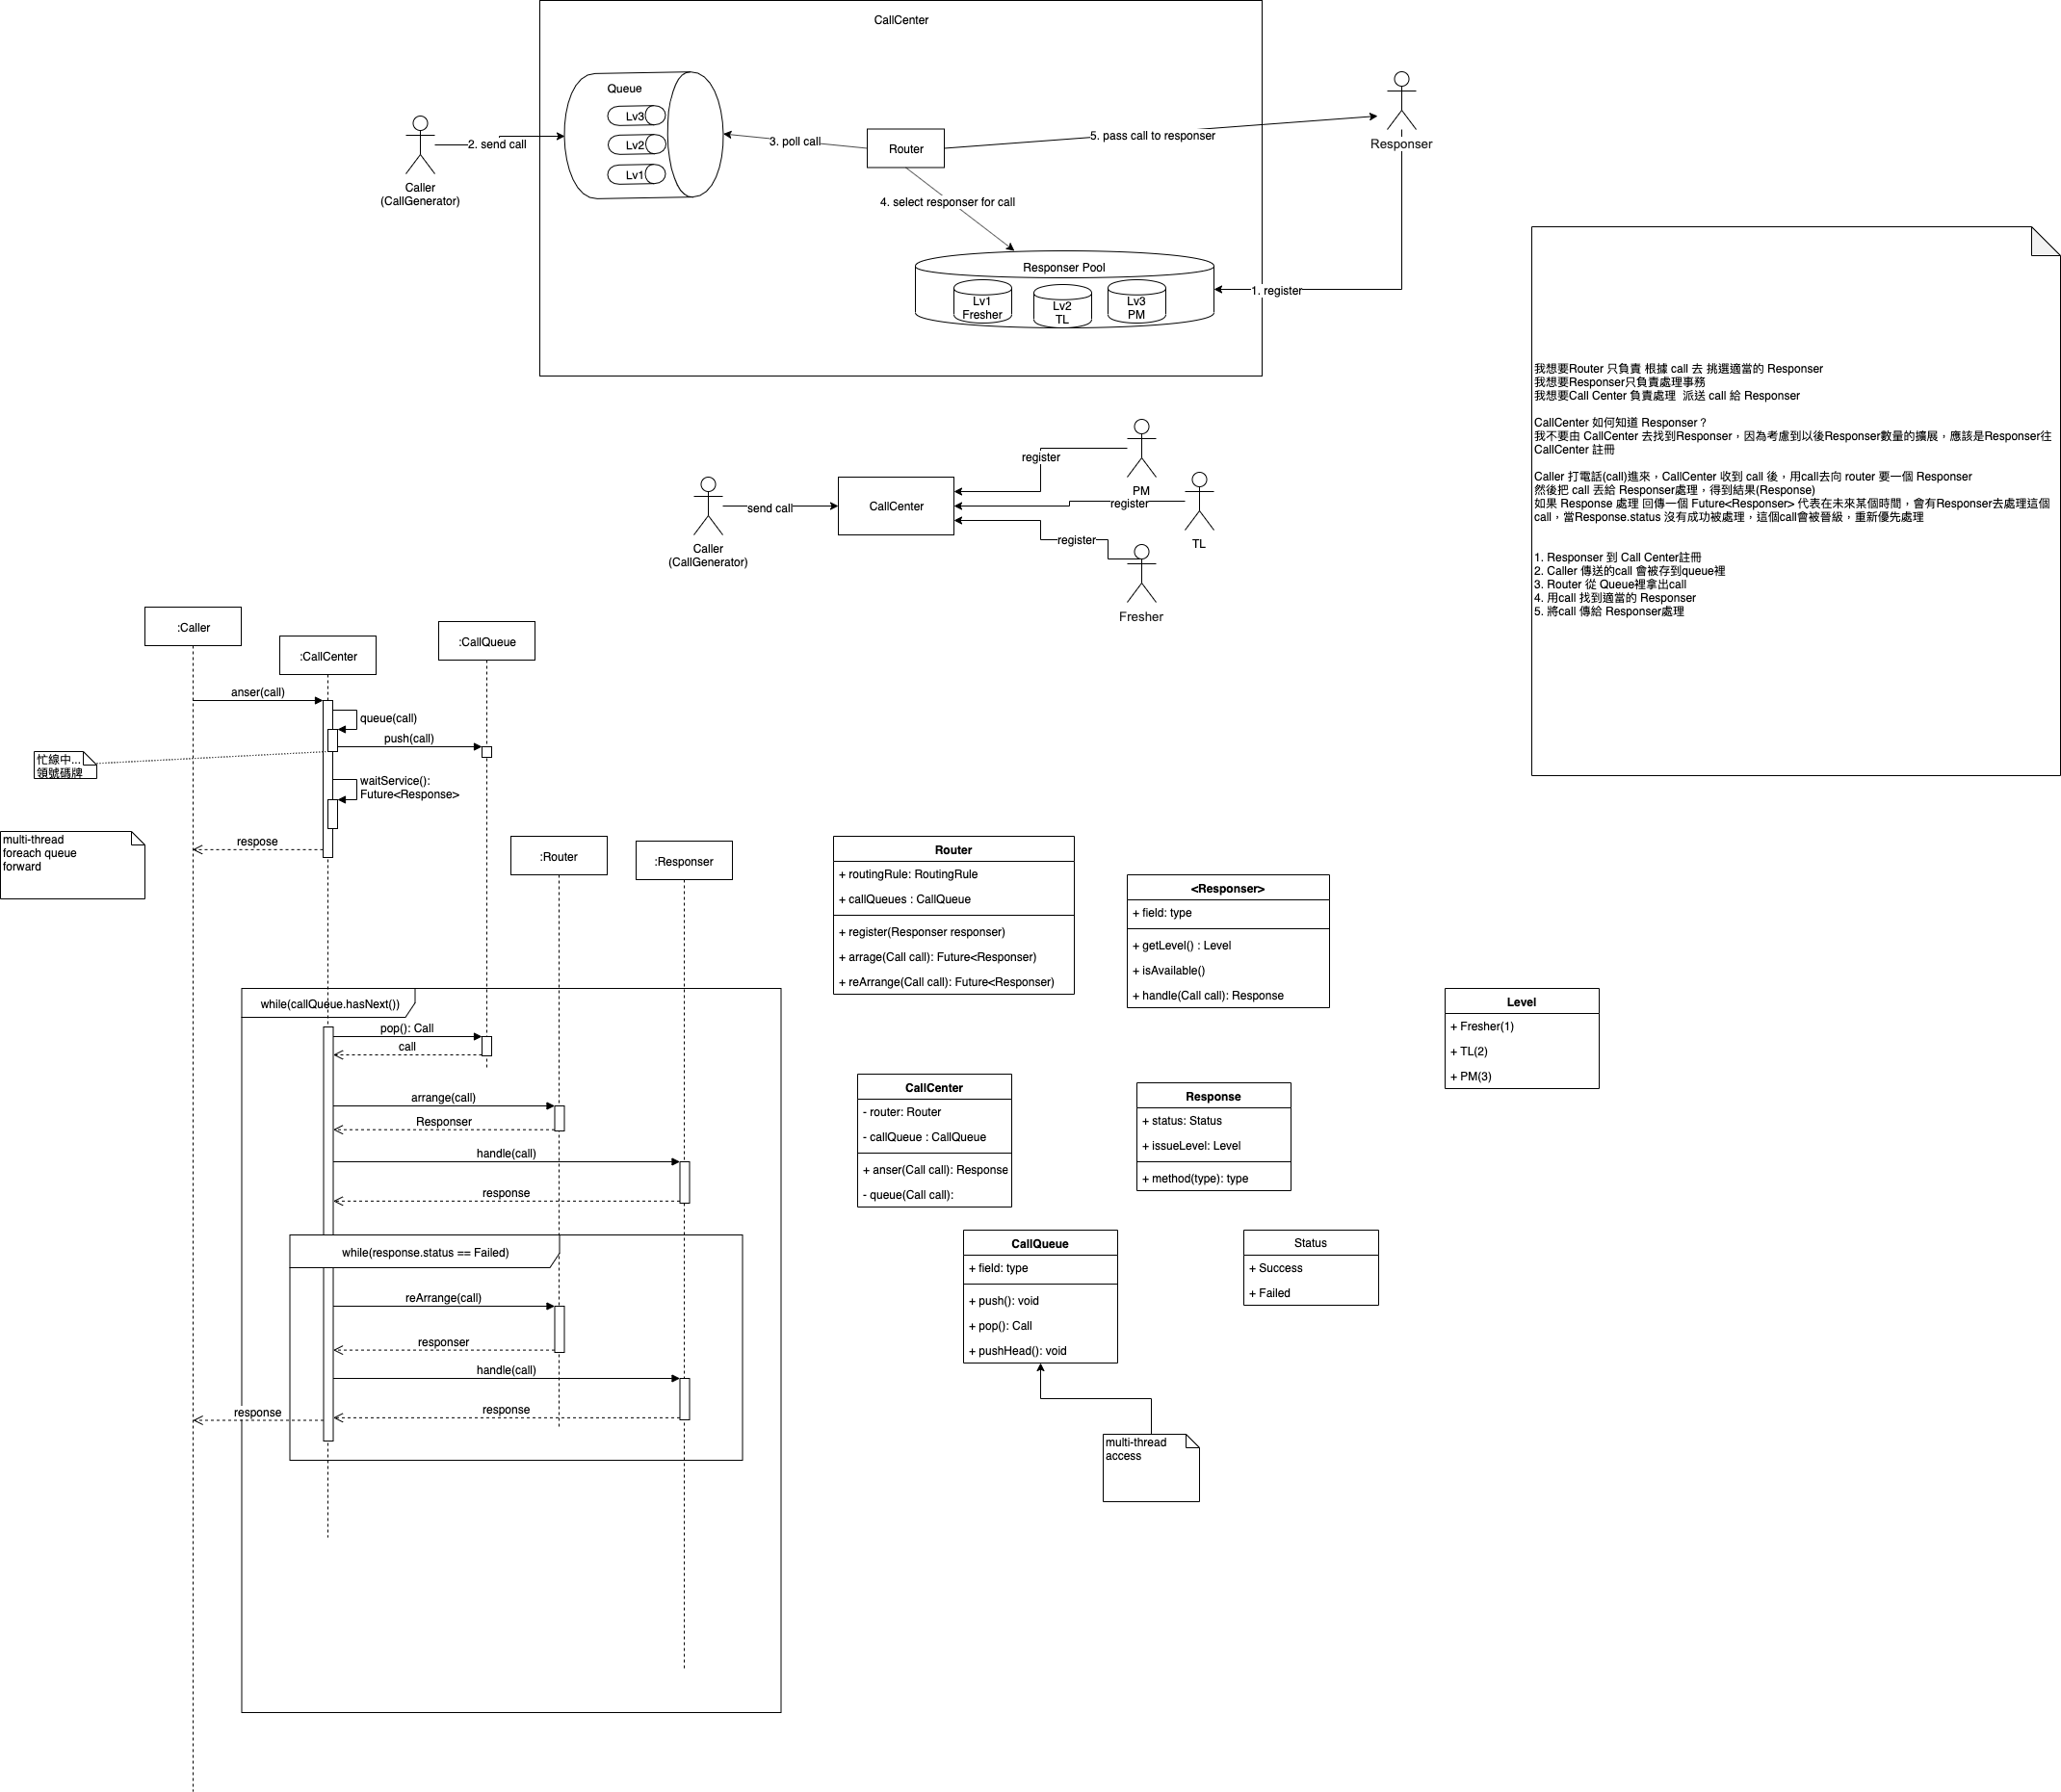 CallCenter
Queue
Lv3
Lv2
Lv1
Caller
(CallGenerator)
2. send call
3. poll call
Router
5. pass call to responser
Responser
4. select responser for call
Responser Pool
Lv1
Fresher
Lv2
TL
Lv3
PM
1. register
我想要Router 只負責 根據 call 去 挑選適當的 Responser
我想要Responser只負責處理事務
我想要Call Center 負責處理  派送 call 給 Responser
CallCenter 如何知道 Responser ?
我不要由 CallCenter 去找到Responser，因為考慮到以後Responser數量的擴展，應該是Responser往
CallCenter 註冊
Caller 打電話(call)進來，CallCenter 收到 call 後，用call去向 router 要一個 Responser
然後把 call 丟給 Responser處理，得到結果(Response)
如果 Response 處理 回傳一個 Future<Responser> 代表在未來某個時間，會有Responser去處理這個
call，當Response.status 沒有成功被處理，這個call會被晉級，重新優先處理
1. Responser 到 Call Center註冊
2. Caller 傳送的call 會被存到queue裡
3. Router 從 Queue裡拿出call
4. 用call 找到適當的 Responser
5. 將call 傳給 Responser處理
Caller
(CallGenerator)
send call
CallCenter
register
PM
register
TL
register
Fresher
:Caller
:CallCenter
:CallQueue
anser(call)
queue(call)
push(call)
忙線中...
領號碼牌
waitService():
Future<Response>
respose
multi-thread
foreach queue
forward
:Router
:Responser
while(callQueue.hasNext())
pop(): Call
call
arrange(call)
Responser
handle(call)
response
while(response.status == Failed)
reArrange(call)
responser
handle(call)
response
response
Router
+ routingRule: RoutingRule
+ callQueues : CallQueue
+ register(Responser responser)
+ arrage(Call call): Future<Responser)
+ reArrange(Call call): Future<Responser)
<Responser>
+ field: type
+ getLevel() : Level
+ isAvailable()
+ handle(Call call): Response
Level
+ Fresher(1)
+ TL(2)
+ PM(3)
CallCenter
- router: Router
- callQueue : CallQueue
+ anser(Call call): Response
- queue(Call call):
Response
+ status: Status
+ issueLevel: Level
+ method(type): type
CallQueue
+ field: type
+ push(): void
+ pop(): Call
+ pushHead(): void
Status
+ Success
+ Failed
multi-thread
access